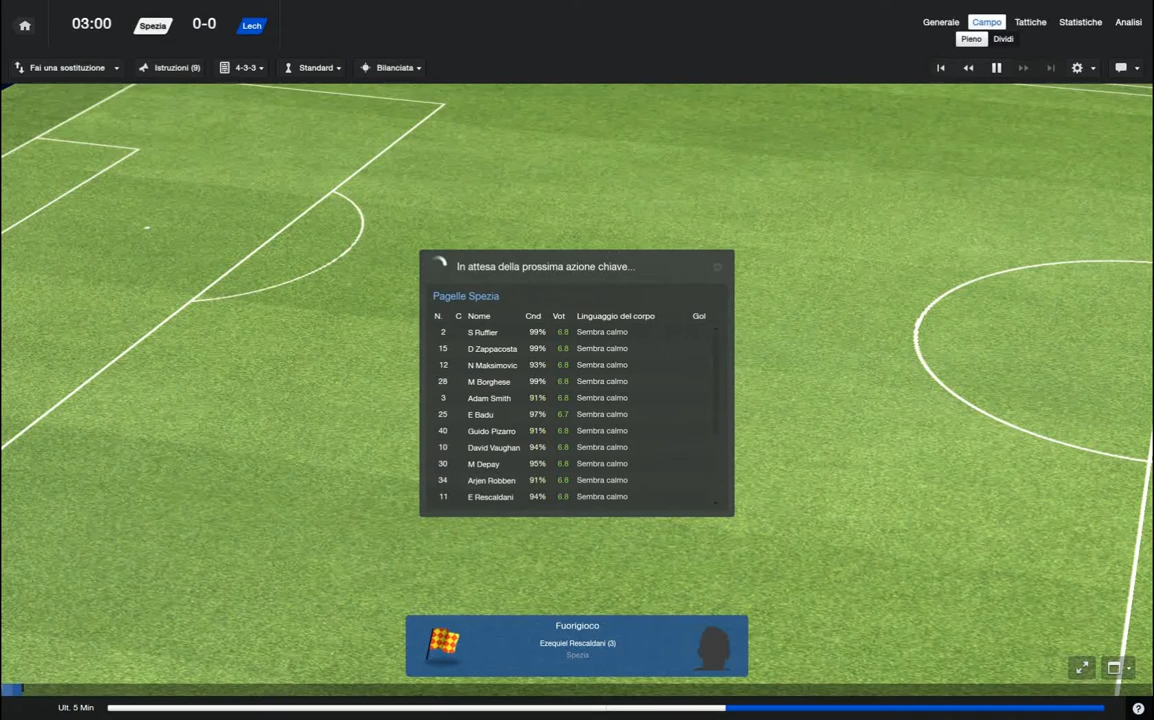 03:00 Spezia 0-0 Lech
Generale Campo Tattiche Statistiche Analisi
Pieno Dividi
Fai una sostituzione Istruzioni (9) 4-3-3 Standard Bilanciata
In attesa della prossima azione chiave...
Pagelle Spezia
N. C Nome Cnd Vot Linguaggio del corpo Gol
2 S Ruffier 99% 6.8 Sembra calmo
15 D Zappacosta 99% 6.8 Sembra calmo
12 N Maksimovic 93% 6.8 Sembra calmo
28 M Borghese 99% 6.8 Sembra calmo
3 Adam Smith 91% 6.8 Sembra calmo
25 E Badu 97% 6.7 Sembra calmo
40 Guido Pizarro 91% 6.8 Sembra calmo
10 David Vaughan 94% 6.8 Sembra calmo
30 M Depay 95% 6.8 Sembra calmo
34 Arjen Robben 91% 6.8 Sembra calmo
11 E Rescaldani 94% 6.8 Sembra calmo
Fuorigioco
Ezequiel Rescaldani (3)
Spezia
Ult. 5 Min ?